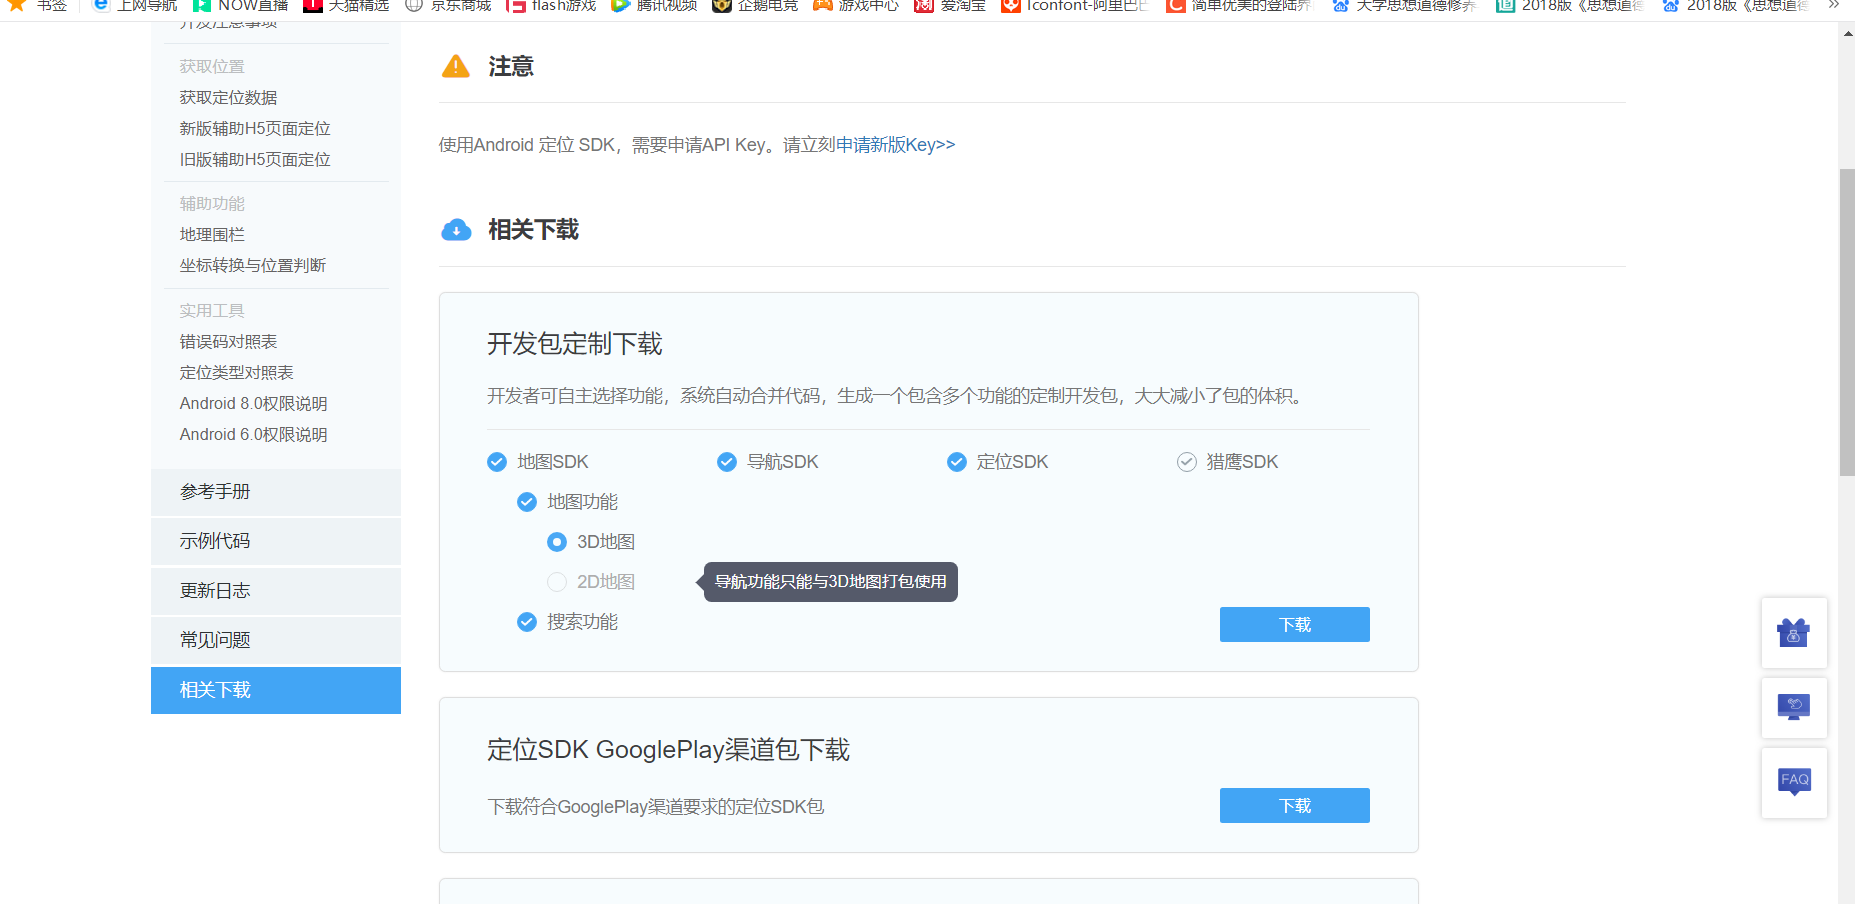 书签
上网导航
NOW直播
天猫精选
京东商城
flash游戏
腾讯视频
企鹅电竞
游戏中心
爱淘宝
Iconfont-阿里巴
简单优美的登陆界
大学思想道德修养
2018版《思想道德
2018版《思想道德
开发注意事项
获取位置
获取定位数据
新版辅助H5页面定位
旧版辅助H5页面定位
辅助功能
地理围栏
坐标转换与位置判断
实用工具
错误码对照表
定位类型对照表
Android 8.0权限说明
Android 6.0权限说明
参考手册
示例代码
更新日志
常见问题
相关下载
注意
使用Android 定位 SDK，需要申请API Key。请立刻申请新版Key>>
相关下载
开发包定制下载
开发者可自主选择功能，系统自动合并代码，生成一个包含多个功能的定制开发包，大大减小了包的体积。
地图SDK
导航SDK
定位SDK
猎鹰SDK
地图功能
3D地图
2D地图
导航功能只能与3D地图打包使用
搜索功能
下载
定位SDK GooglePlay渠道包下载
下载符合GooglePlay渠道要求的定位SDK包
下载
FAQ